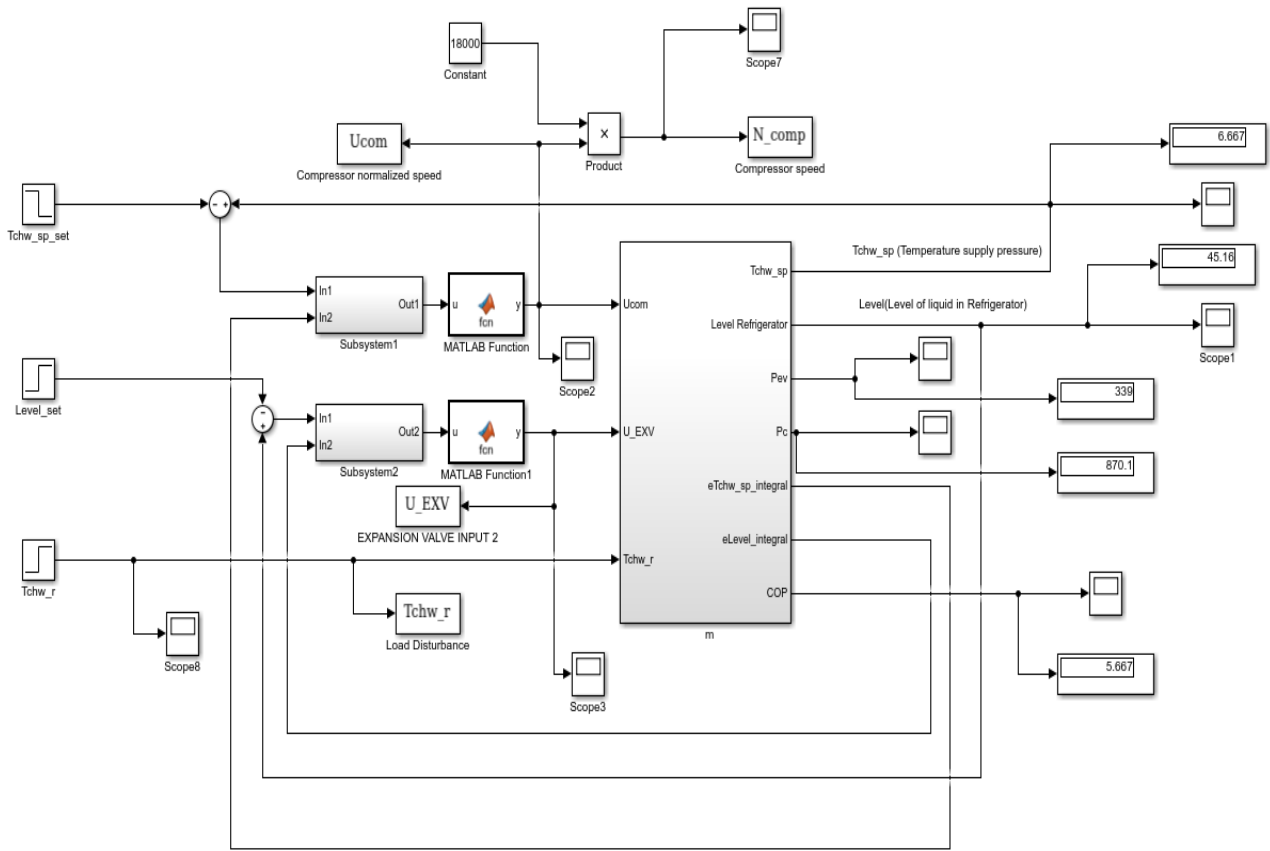 18000
Constant
Scope7
Ucom
Compressor normalized speed
×
Product
N_comp
Compressor speed
6.667
Tchw_sp_set
- +
Tchw_sp (Temperature supply pressure)
45.16
Tchw_sp
In1
In2
Out1
Subsystem1
u
fcn
y
MATLAB Function
Ucom
Level(Level of liquid in Refrigerator)
Level Refrigerator
Scope1
Scope2
Level_set
-
+
Pev
339
In1
In2
Out2
Subsystem2
u
fcn
y
MATLAB Function1
U_EXV
Pc
870.1
U_EXV
EXPANSION VALVE INPUT 2
eTchw_sp_integral
eLevel_integral
Tchw_r
Tchw_r
COP
Tchw_r
Load Disturbance
m
Scope8
5.667
Scope3